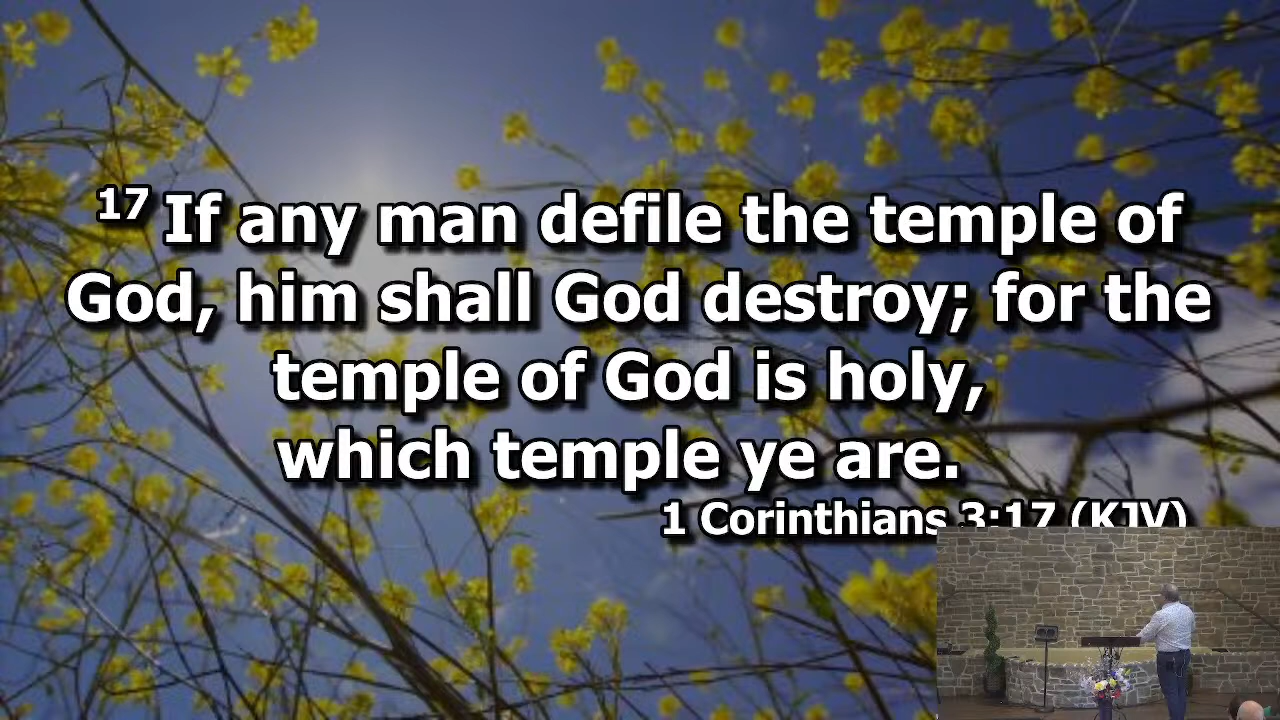 17 If any man defile the temple of
God, him shall God destroy; for the
temple of God is holy,
which temple ye are.
1 Corinthians 3:17 (KJV)